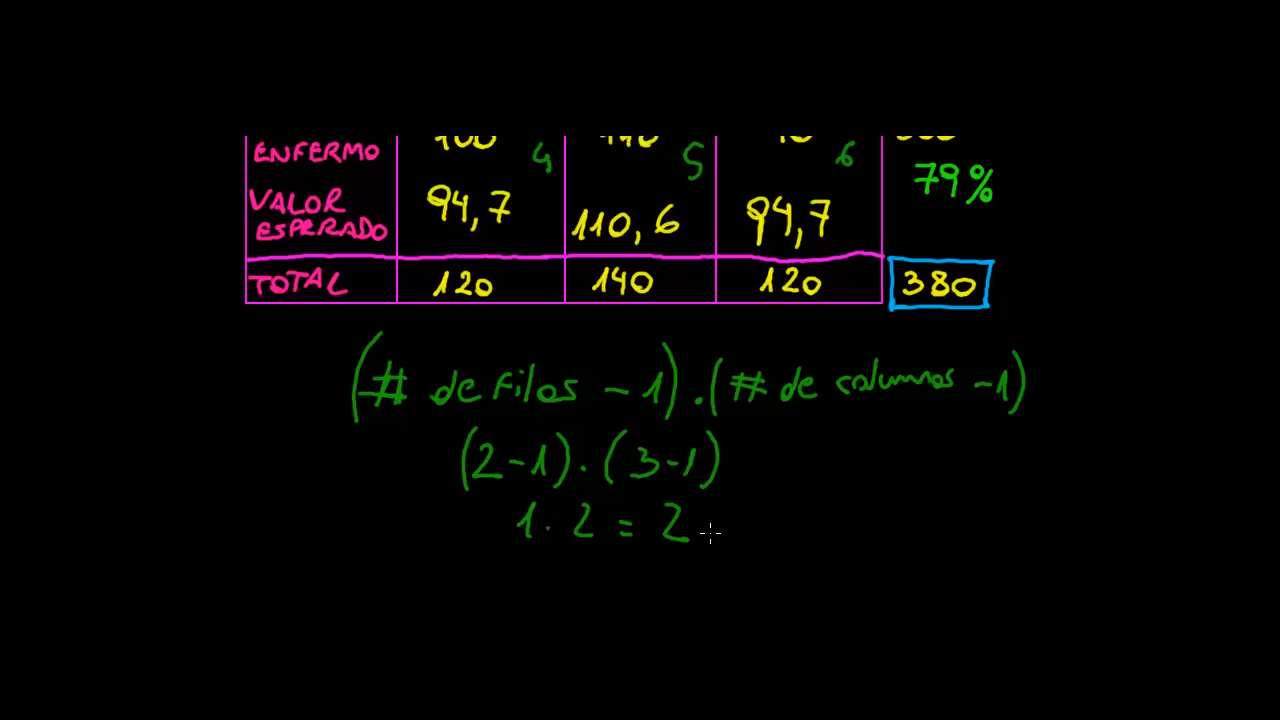 ENFERMO 4 5 6
79%
VALOR ESPERADO 94,7 110,6 94,7
TOTAL 120 140 120 380
(# de filas - 1) . (# de columnas - 1)
(2 - 1) . (3 - 1)
1 . 2 = 2